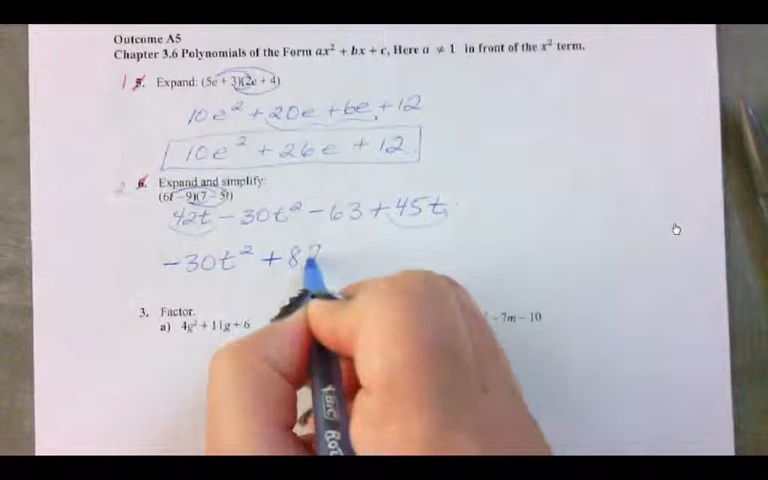 Outcome A5
Chapter 3.6 Polynomials of the Form ax² + bx + c, Here a ≠ 1 in front of the x² term.
1 Expand: (5e + 3)(2e + 4)
10e² + 20e + 6e + 12
10e² + 26e + 12
2 Expand and simplify:
(6t − 9)(7 − 5t)
42t − 30t² − 63 + 45t
−30t² + 8
3. Factor.
a) 4g² + 11g + 6
− 7m − 10
BIC